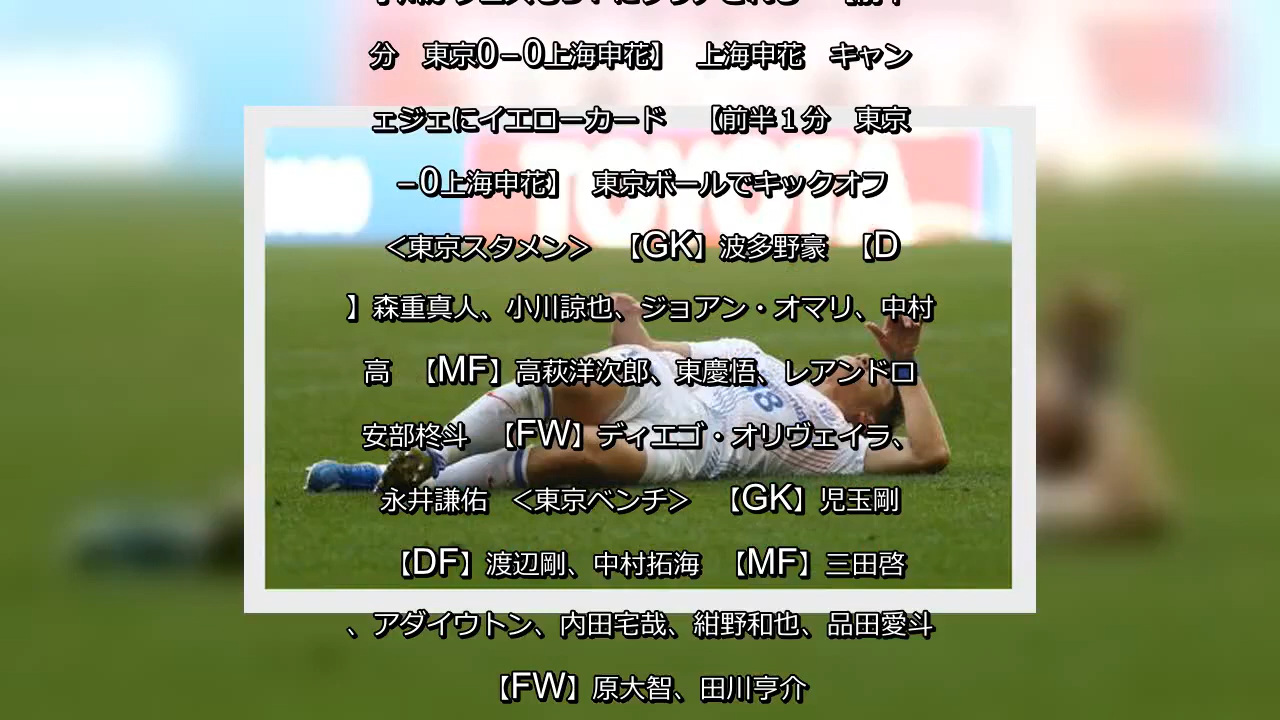 分　東京0－0上海申花】　上海申花　キャン
ェジェにイエローカード　【前半１分　東京
－0上海申花】　東京ボールでキックオフ
＜東京スタメン＞　【GK】波多野豪　【D
】森重真人、小川諒也、ジョアン・オマリ、中村
高　【MF】高萩洋次郎、東慶悟、レアンドロ
安部柊斗　【FW】ディエゴ・オリヴェイラ、
永井謙佑　＜東京ベンチ＞　【GK】児玉剛
【DF】渡辺剛、中村拓海　【MF】三田啓
、アダイウトン、内田宅哉、紺野和也、品田愛斗
【FW】原大智、田川亨介
TOYOTA